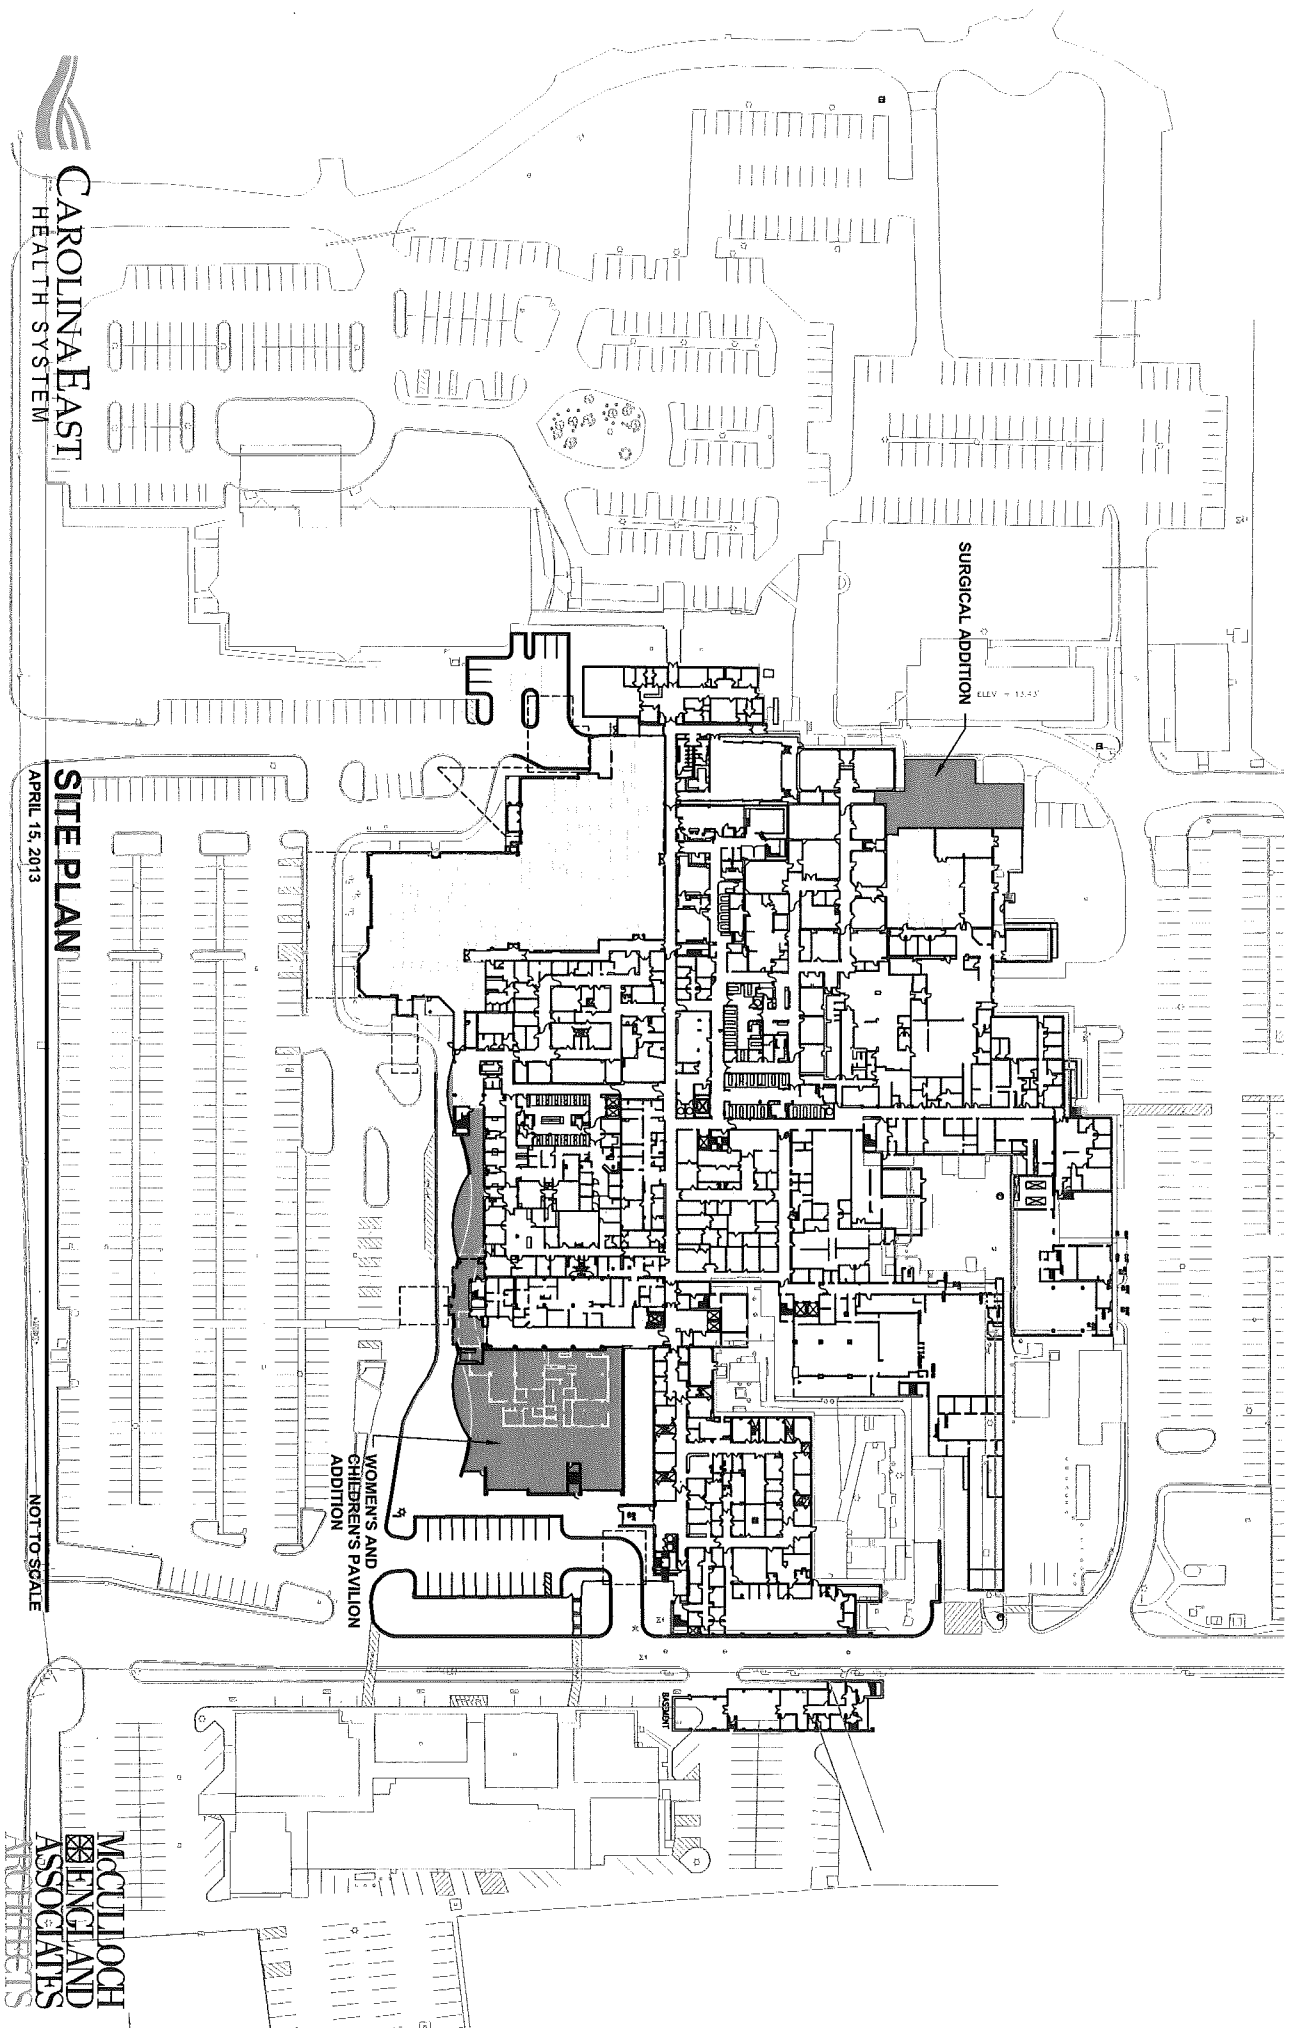 CAROLINAEAST
HEALTH SYSTEM
SURGICAL ADDITION
ELEV = 13.43'
SITE PLAN
APRIL 15, 2013
NOT TO SCALE
WOMEN'S AND
CHILDREN'S PAVILION
ADDITION
BASMENT
MCCULLOCH
ENGLAND
ASSOCIATES
ARCHITECTS